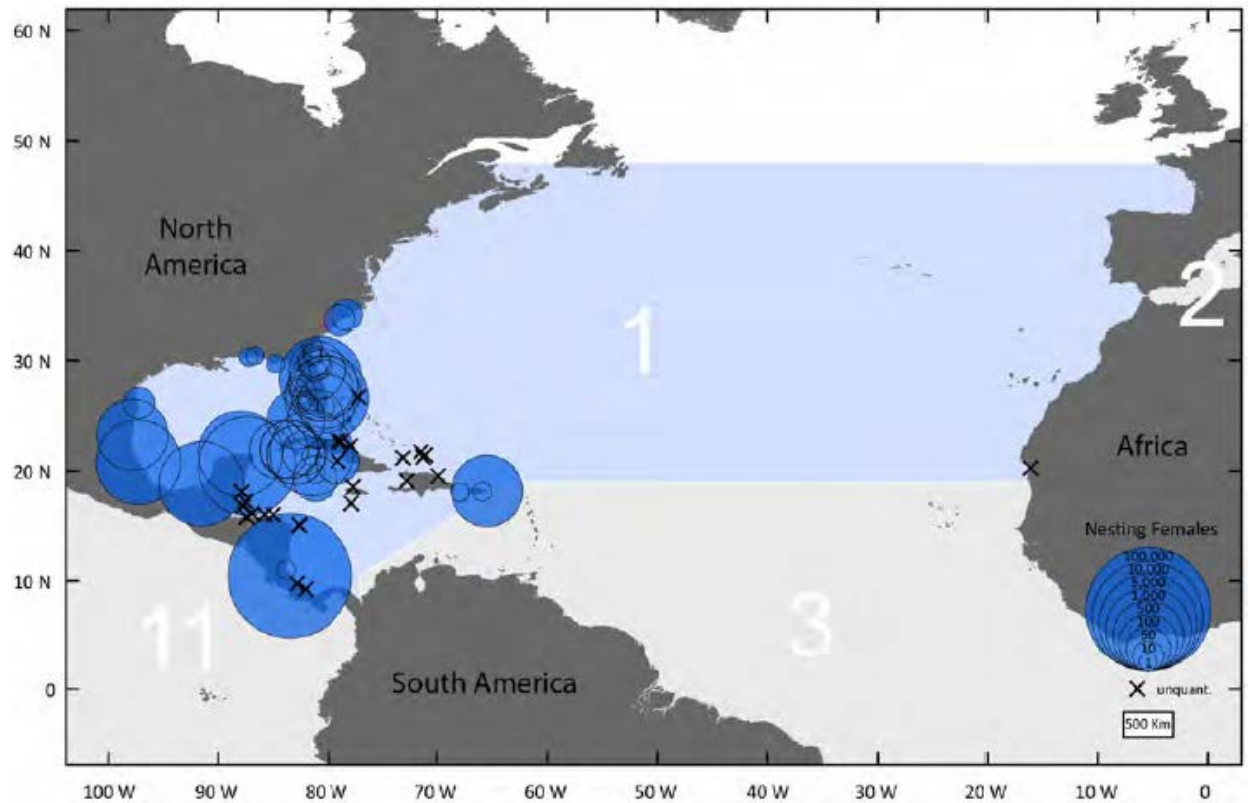 60 N
50 N
40 N
30 N
20 N
10 N
0
North
America
1
2
Africa
Nesting Females
100,000
10,000
5,000
1,000
500
100
50
10
1
unquant.
500 Km
11
3
South America
100 W
90 W
80 W
70 W
60 W
50 W
40 W
30 W
20 W
10 W
0